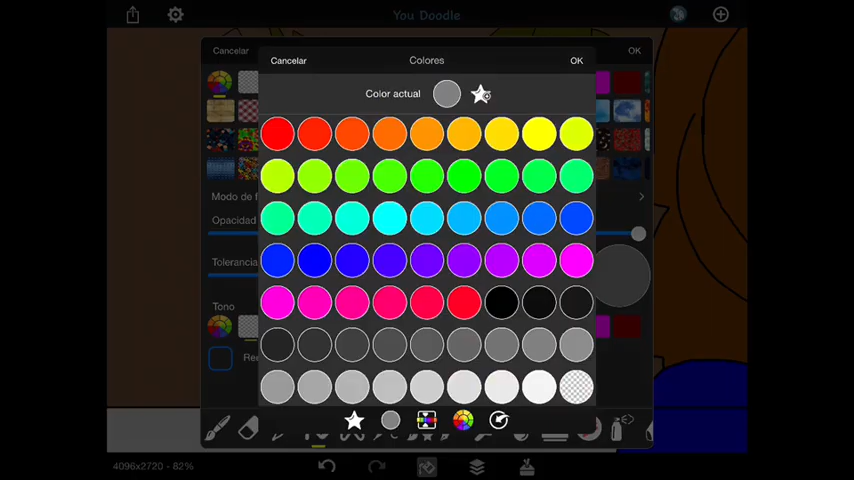 You Doodle
Cancelar
OK
Cancelar
Colores
OK
Color actual
Modo de f
Opacidad
Tolerancia
Tono
4096x2720 - 82%